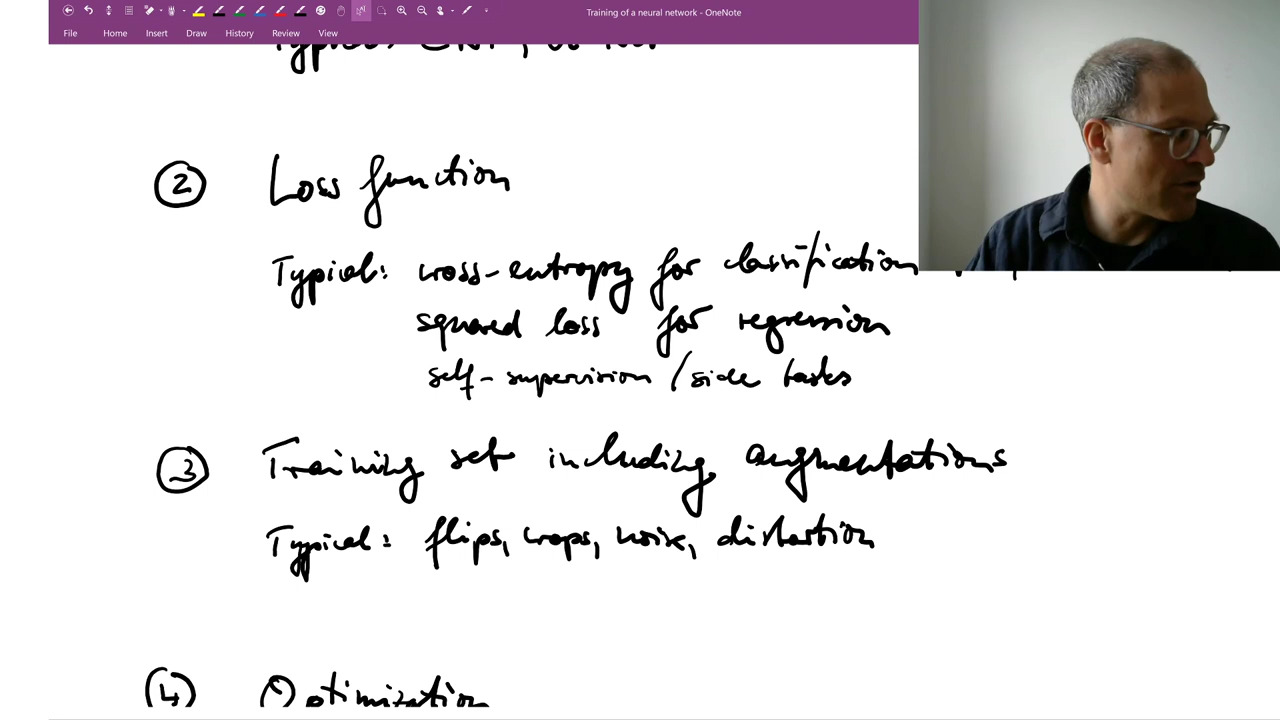 Training of a neural network - OneNote
File Home Insert Draw History Review View
② Loss function
Typical: cross-entropy for classification
squared loss for regression
self-supervision / side tasks
③ Training set including augmentations
Typical: flips, crops, noise, distortion
④ Optimization